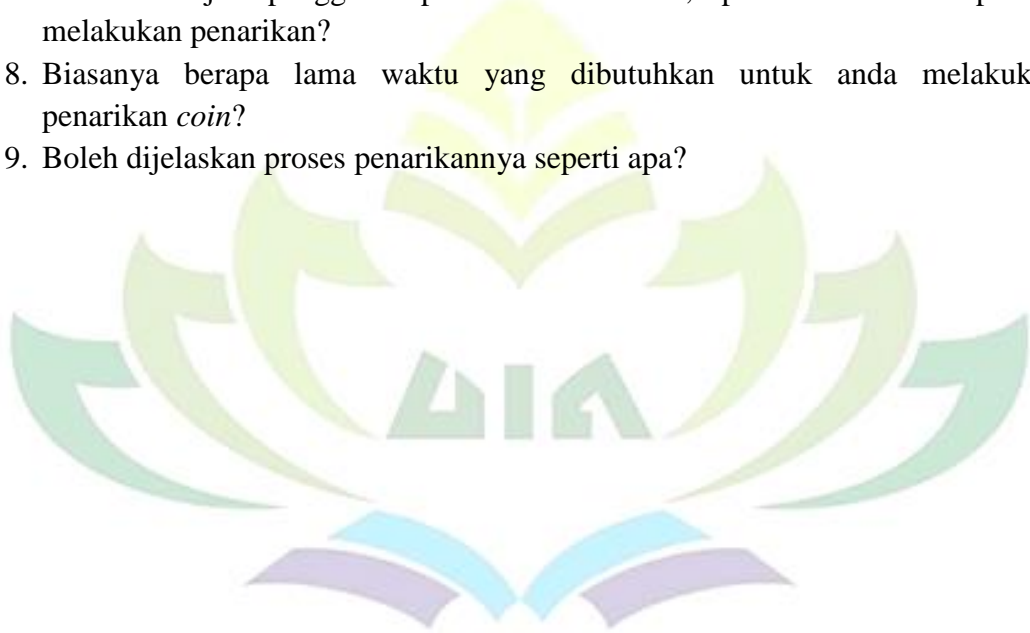 melakukan penarikan?
8. Biasanya berapa lama waktu yang dibutuhkan untuk anda melakuk
penarikan coin?
9. Boleh dijelaskan proses penarikannya seperti apa?
UIN